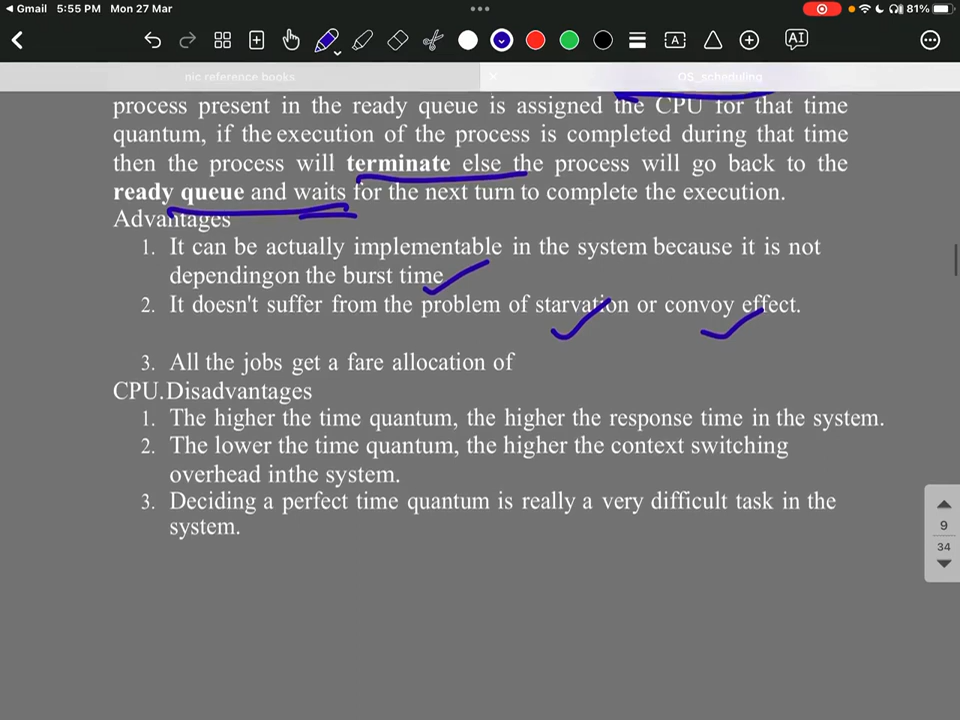 Gmail 5:55 PM Mon 27 Mar 81%
AI
nic reference books OS_scheduling
process present in the ready queue is assigned the CPU for that time
quantum, if the execution of the process is completed during that time
then the process will terminate else the process will go back to the
ready queue and waits for the next turn to complete the execution.
Advantages
1. It can be actually implementable in the system because it is not
dependingon the burst time
2. It doesn't suffer from the problem of starvation or convoy effect.
3. All the jobs get a fare allocation of
CPU.Disadvantages
1. The higher the time quantum, the higher the response time in the system.
2. The lower the time quantum, the higher the context switching
overhead inthe system.
3. Deciding a perfect time quantum is really a very difficult task in the
system.
9
34